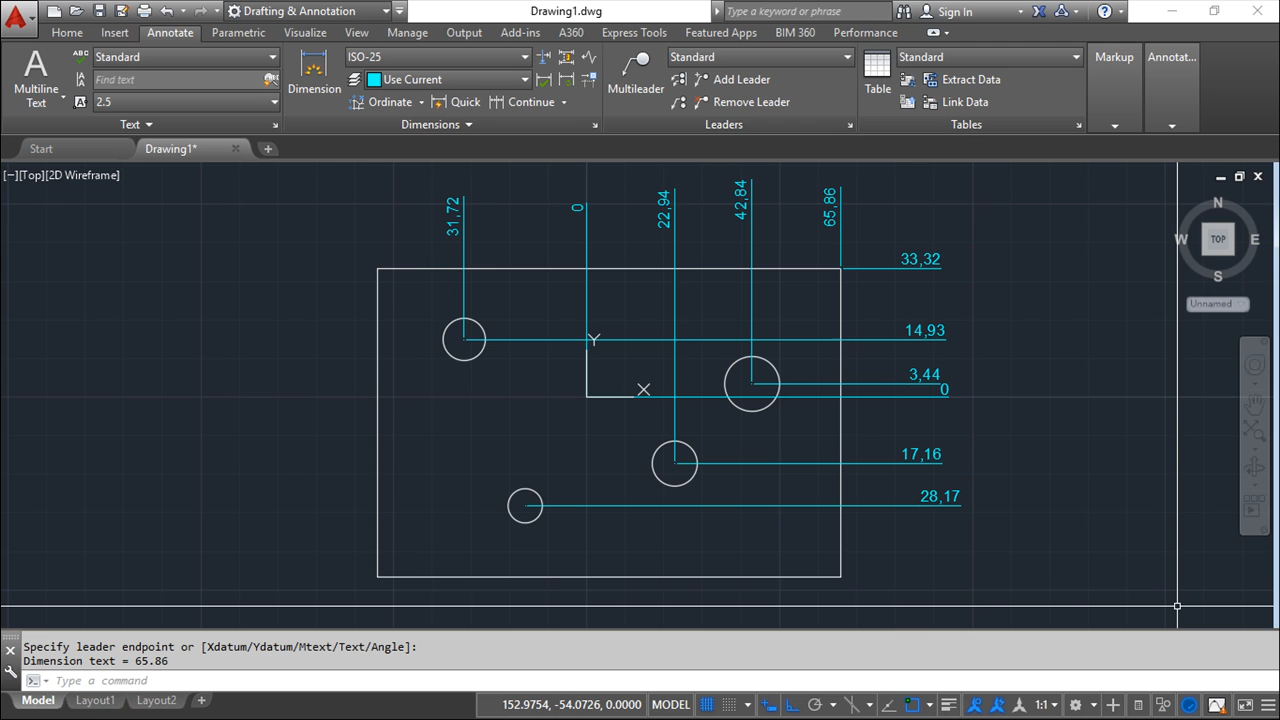 Drafting & Annotation
Drawing1.dwg
Type a keyword or phrase
Sign In
Home Insert Annotate Parametric Visualize View Manage Output Add-ins A360 Express Tools Featured Apps BIM 360 Performance
A
Multiline
Text
ABC
Standard
Find text
2.5
Text
Dimension
ISO-25
Use Current
Ordinate
Quick
Continue
Dimensions
Multileader
Standard
Add Leader
Remove Leader
Leaders
Table
Standard
Extract Data
Link Data
Tables
Markup
Annotat...
Start
Drawing1*
[−][Top][2D Wireframe]
N
W
TOP
E
S
Unnamed
31,72
0
22,94
42,84
65,86
33,32
14,93
3,44
0
17,16
28,17
Y
X
Specify leader endpoint or [Xdatum/Ydatum/Mtext/Text/Angle]:
Dimension text = 65.86
Type a command
Model Layout1 Layout2
152.9754, -54.0726, 0.0000 MODEL
1:1